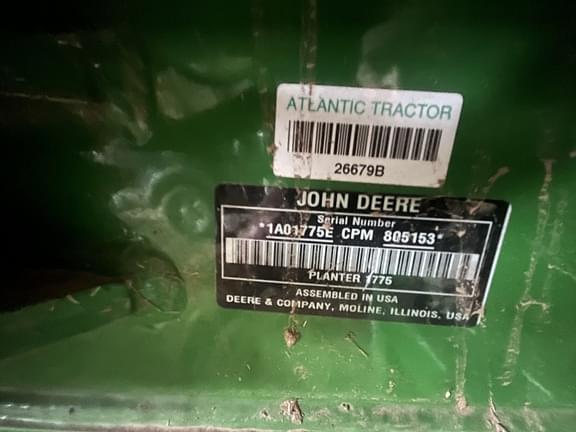 ATLANTIC TRACTOR
26679B
JOHN DEERE
Serial Number
*1A01775E CPM 805153*
PLANTER 1775
ASSEMBLED IN USA
DEERE & COMPANY, MOLINE, ILLINOIS, USA